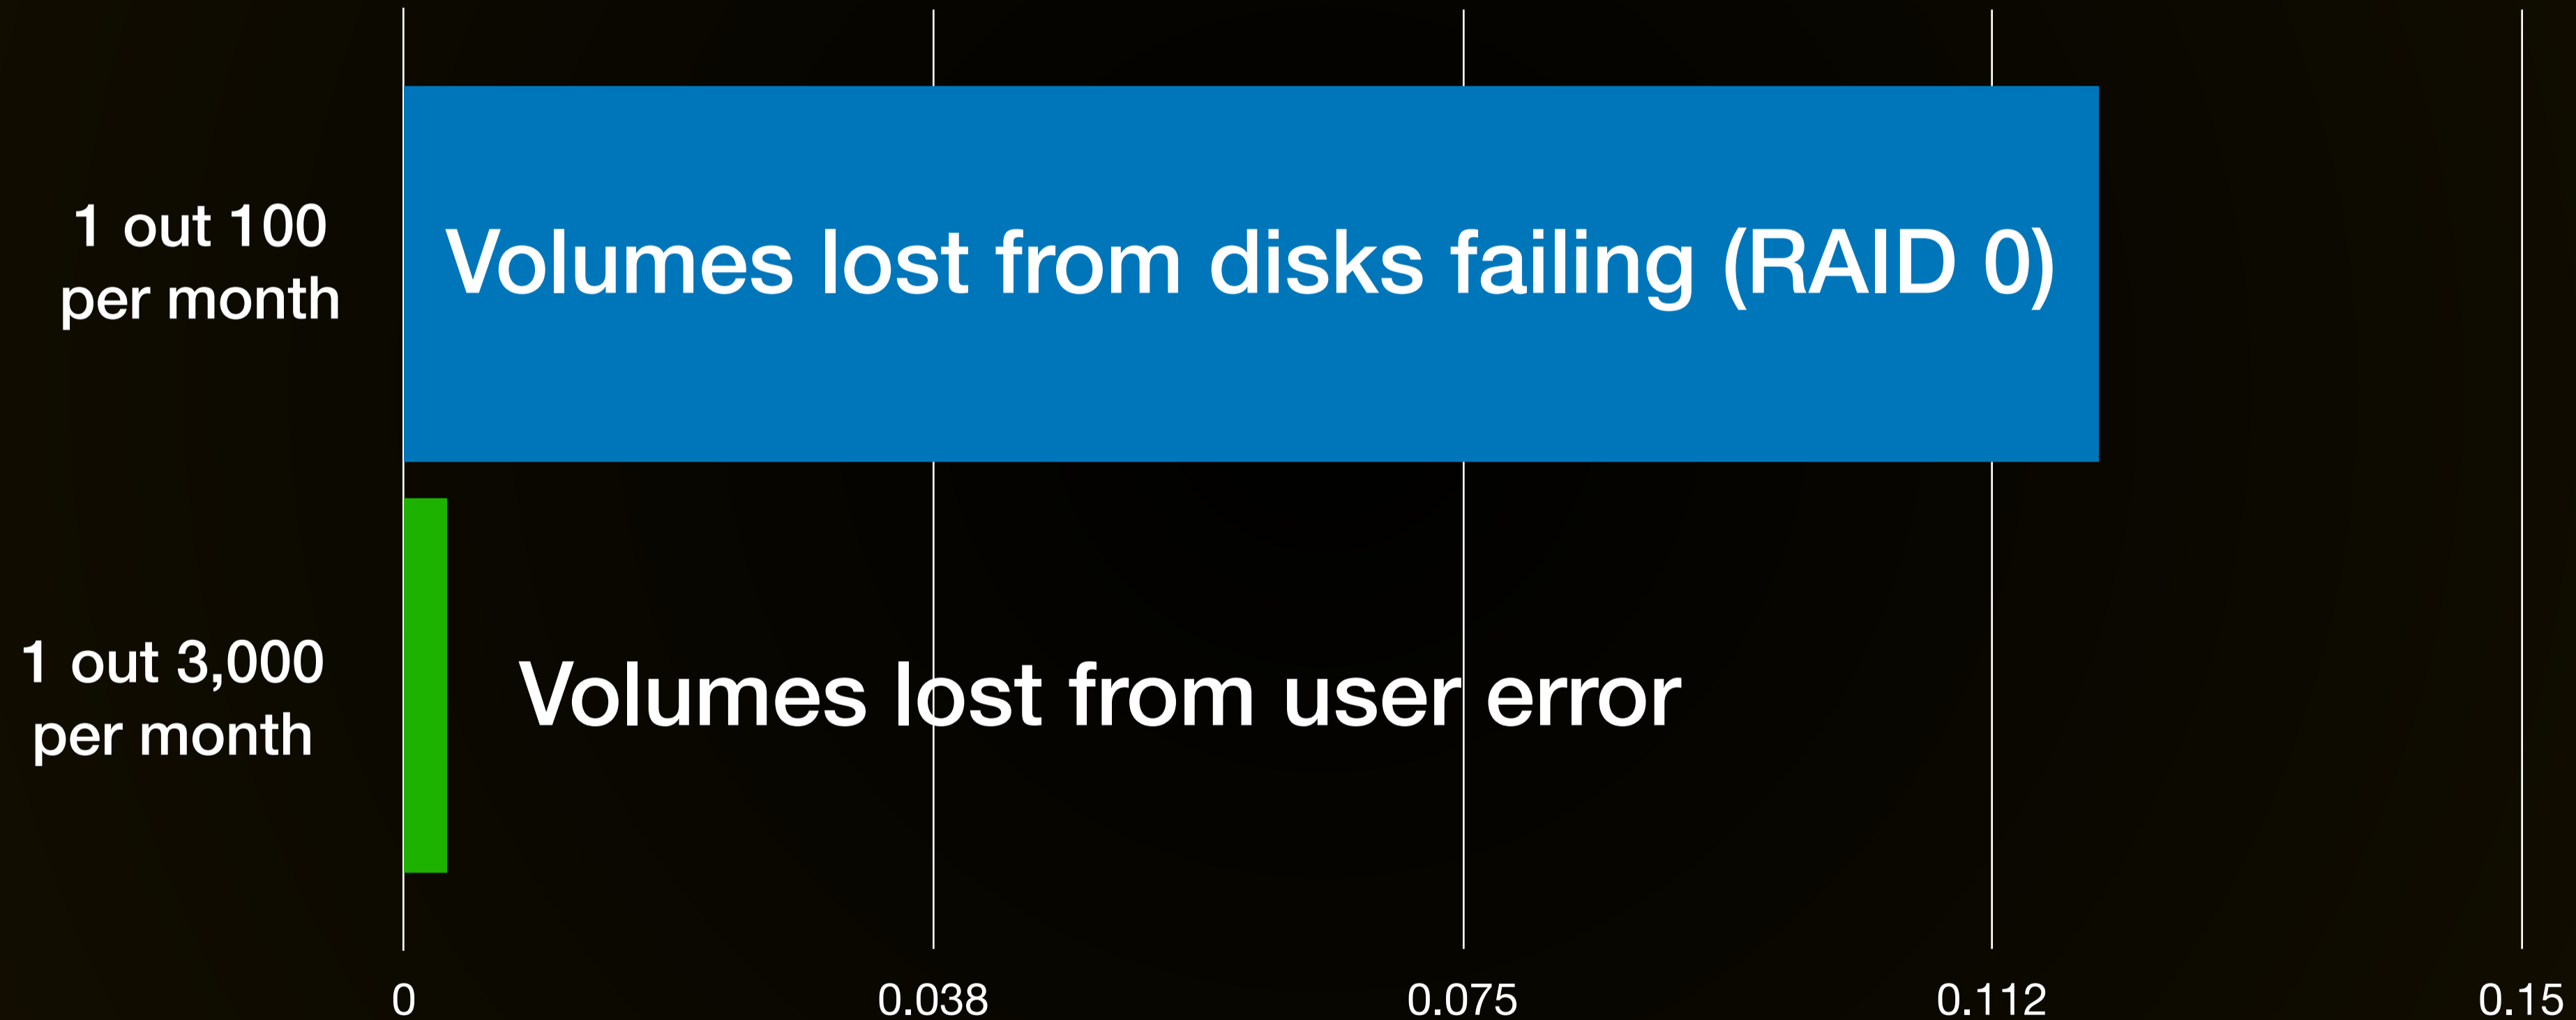 1 out 100
per month
Volumes lost from disks failing (RAID 0)
1 out 3,000
per month
Volumes lost from user error
0 0.038 0.075 0.112 0.15